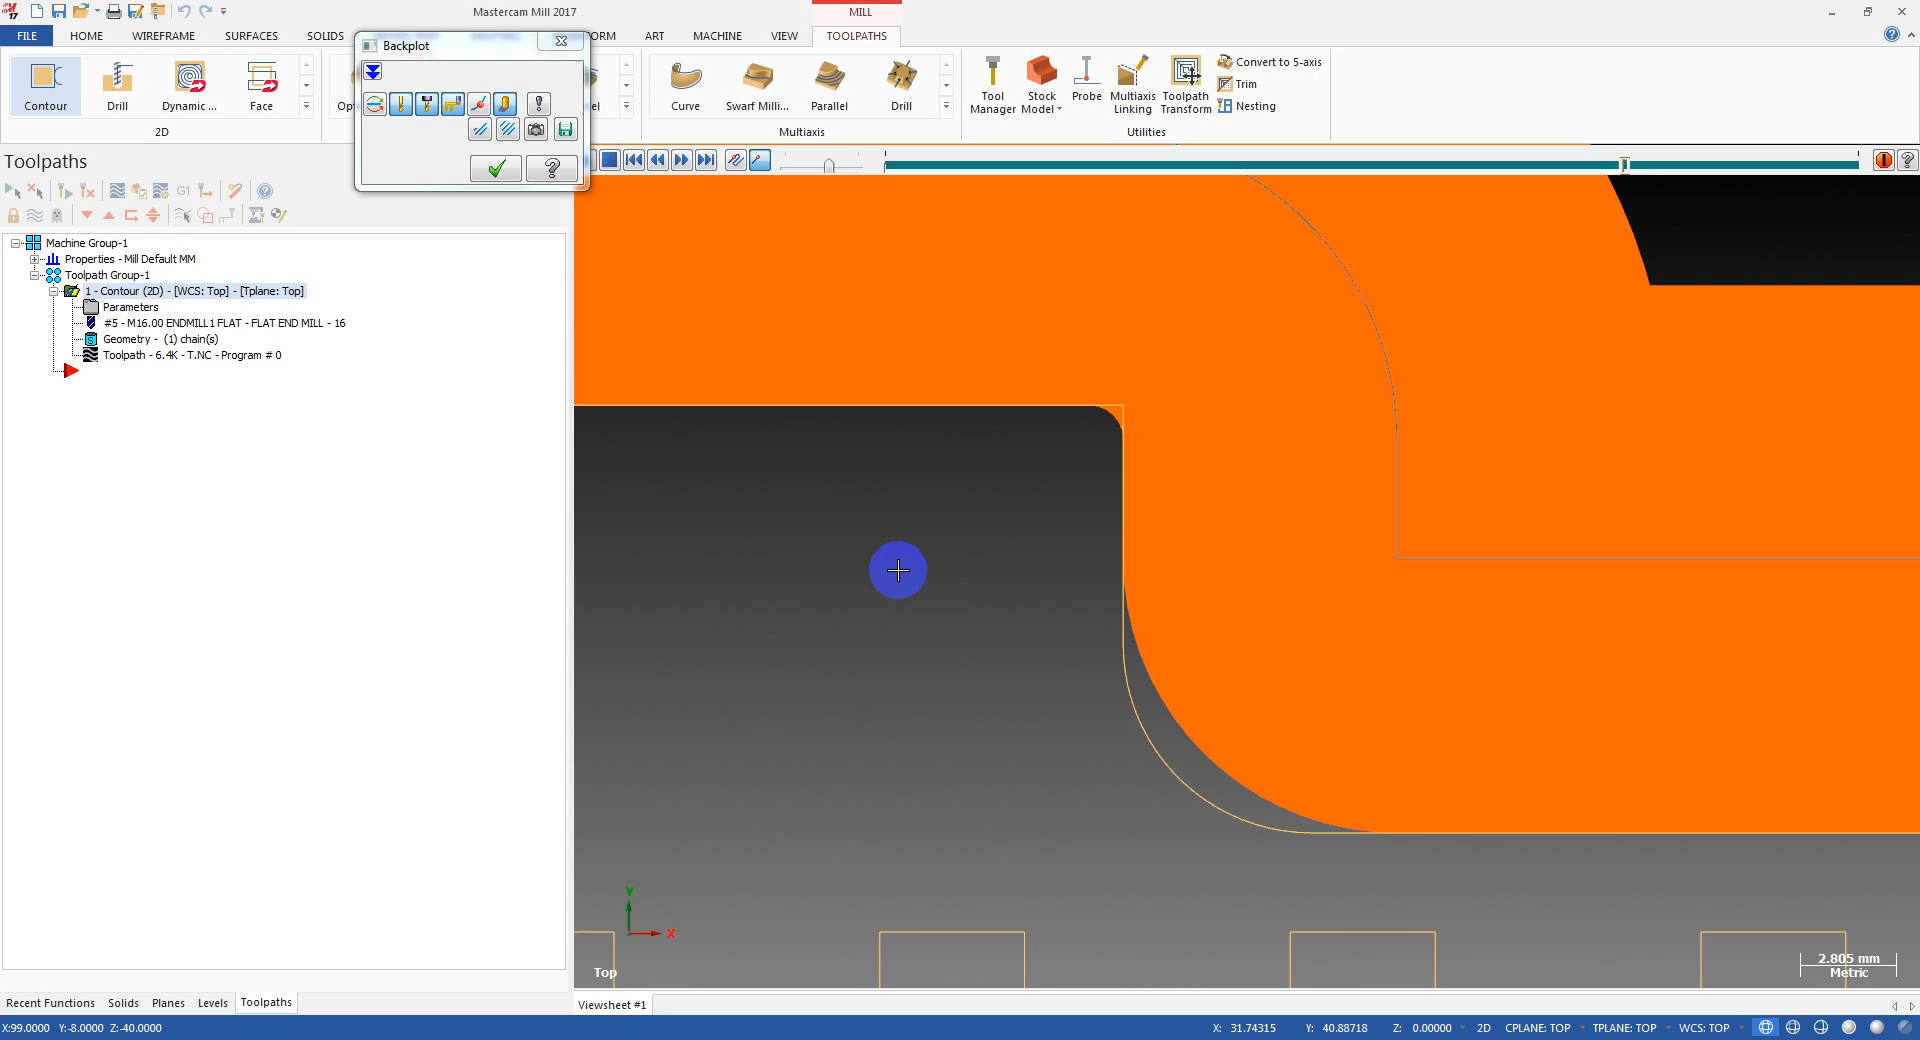 17
Mastercam Mill 2017
MILL
FILE
HOME
WIREFRAME
SURFACES
SOLIDS
ORM
ART
MACHINE
VIEW
TOOLPATHS
Backplot
Contour
Drill
Dynamic ...
Face
2D
Op
el
Curve
Swarf Milli...
Parallel
Drill
Multiaxis
Tool
Manager
Stock
Model
Probe
Multiaxis
Linking
Toolpath
Transform
Convert to 5-axis
Trim
Nesting
Utilities
Toolpaths
G1
Machine Group-1
Properties - Mill Default MM
Toolpath Group-1
1 - Contour (2D) - [WCS: Top] - [Tplane: Top]
Parameters
#5 - M16.00 ENDMILL1 FLAT - FLAT END MILL - 16
Geometry - (1) chain(s)
Toolpath - 6.4K - T.NC - Program # 0
Y
X
Top
2.805 mm
Metric
Recent Functions
Solids
Planes
Levels
Toolpaths
Viewsheet #1
X:99.0000 Y:-8.0000 Z:-40.0000
X: 31.74315
Y: 40.88718
Z: 0.00000
2D
CPLANE: TOP
TPLANE: TOP
WCS: TOP